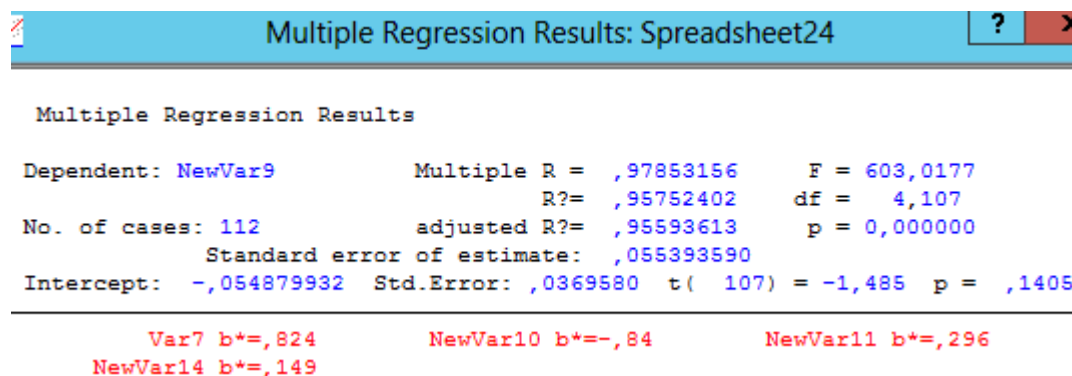 Multiple Regression Results: Spreadsheet24 ? X
Multiple Regression Results
Dependent: NewVar9 Multiple R = ,97853156 F = 603,0177
R?= ,95752402 df = 4,107
No. of cases: 112 adjusted R?= ,95593613 p = 0,000000
Standard error of estimate: ,055393590
Intercept: -,054879932 Std.Error: ,0369580 t( 107) = -1,485 p = ,1405
Var7 b*=,824 NewVar10 b*=-,84 NewVar11 b*=,296
NewVar14 b*=,149